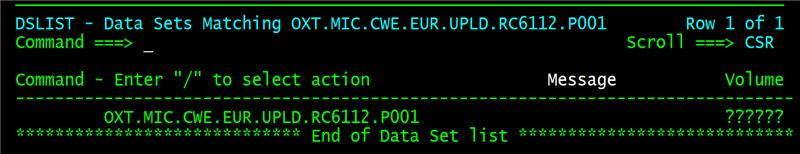 DSLIST - Data Sets Matching OXT.MIC.CWE.EUR.UPLD.RC6112.P001 Row 1 of 1
Command ===> _ Scroll ===> CSR
Command - Enter "/" to select action Message Volume
-------------------------------------------------------------------------------
OXT.MIC.CWE.EUR.UPLD.RC6112.P001 ??????
***************************** End of Data Set list ****************************